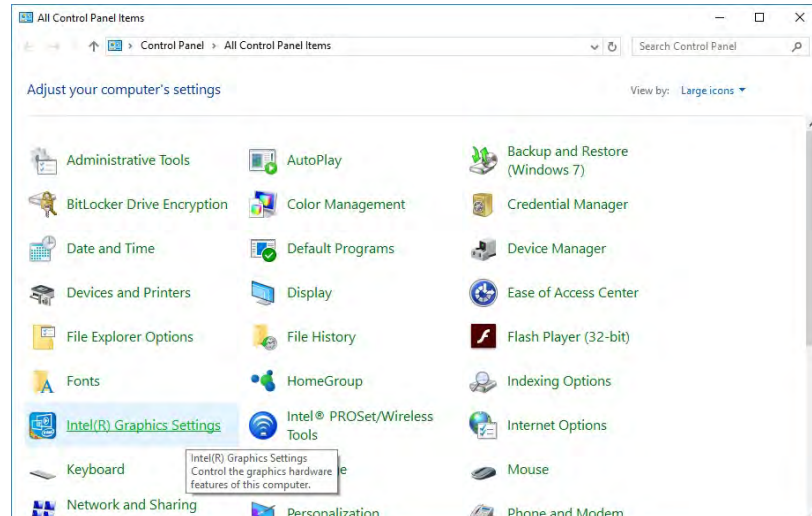 All Control Panel Items
Control Panel > All Control Panel Items
Search Control Panel
Adjust your computer's settings
View by: Large icons
Administrative Tools
AutoPlay
Backup and Restore
(Windows 7)
BitLocker Drive Encryption
Color Management
Credential Manager
Date and Time
Default Programs
Device Manager
Devices and Printers
Display
Ease of Access Center
File Explorer Options
File History
Flash Player (32-bit)
Fonts
HomeGroup
Indexing Options
Intel(R) Graphics Settings
Intel® PROSet/Wireless
Tools
Internet Options
Intel(R) Graphics Settings
Control the graphics hardware
features of this computer.
Keyboard
Mouse
Network and Sharing
Personalization
Phone and Modem